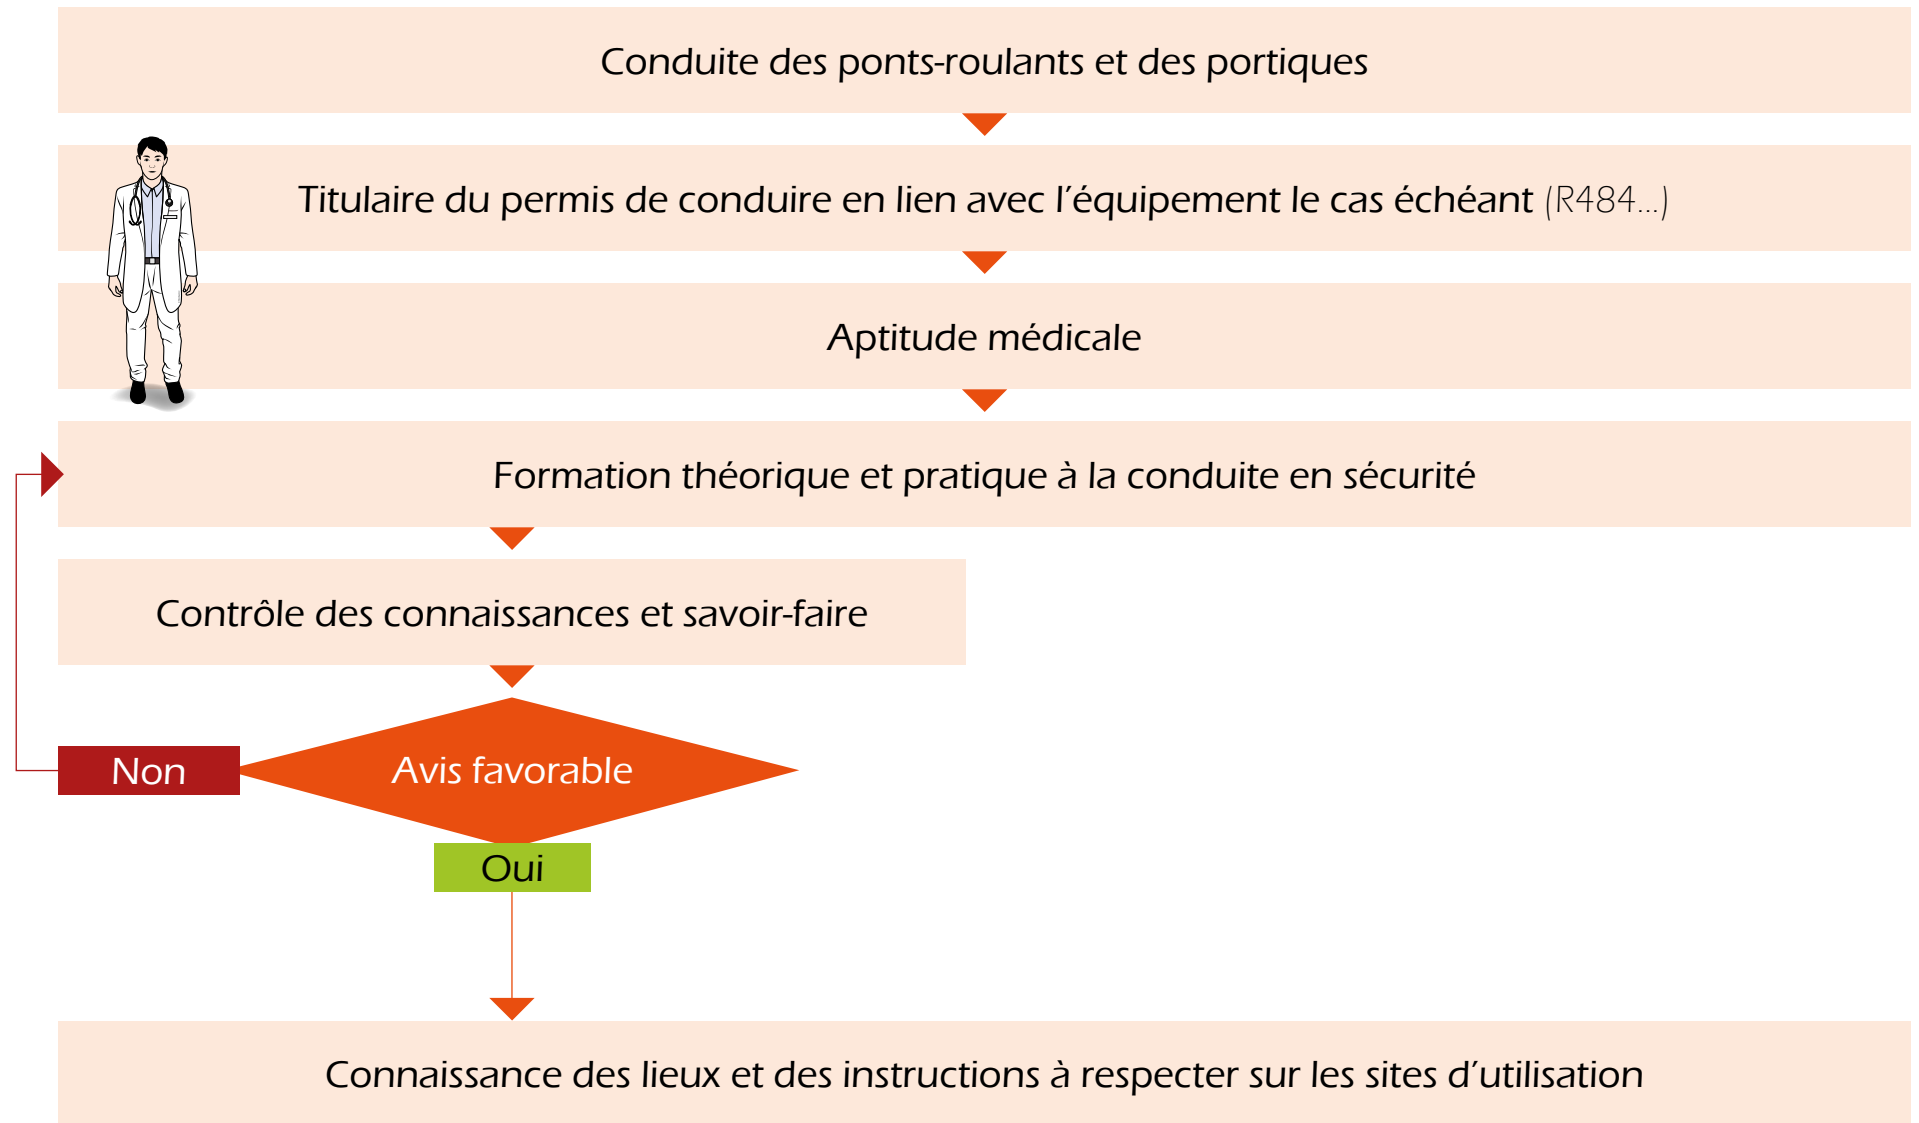 Conduite des ponts-roulants et des portiques
Titulaire du permis de conduire en lien avec l’équipement le cas échéant (R484...)
Aptitude médicale
Formation théorique et pratique à la conduite en sécurité
Contrôle des connaissances et savoir-faire
Avis favorable
Non
Oui
Connaissance des lieux et des instructions à respecter sur les sites d’utilisation